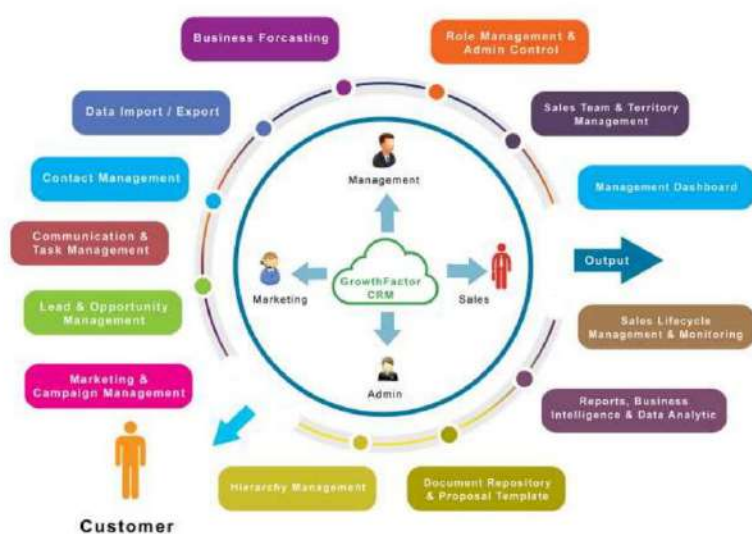 Business Forcasting
Role Management &
Admin Control
Data Import / Export
Sales Team & Territory
Management
Contact Management
Management Dashboard
Communication &
Task Management
Output
Lead & Opportunity
Management
Sales Lifecycle
Management & Monitoring
Marketing &
Campaign Management
Reports, Business
Intelligence & Data Analytic
Hierarchy Management
Document Repository
& Proposal Template
Customer
Management
Marketing
GrowthFactor
CRM
Sales
Admin